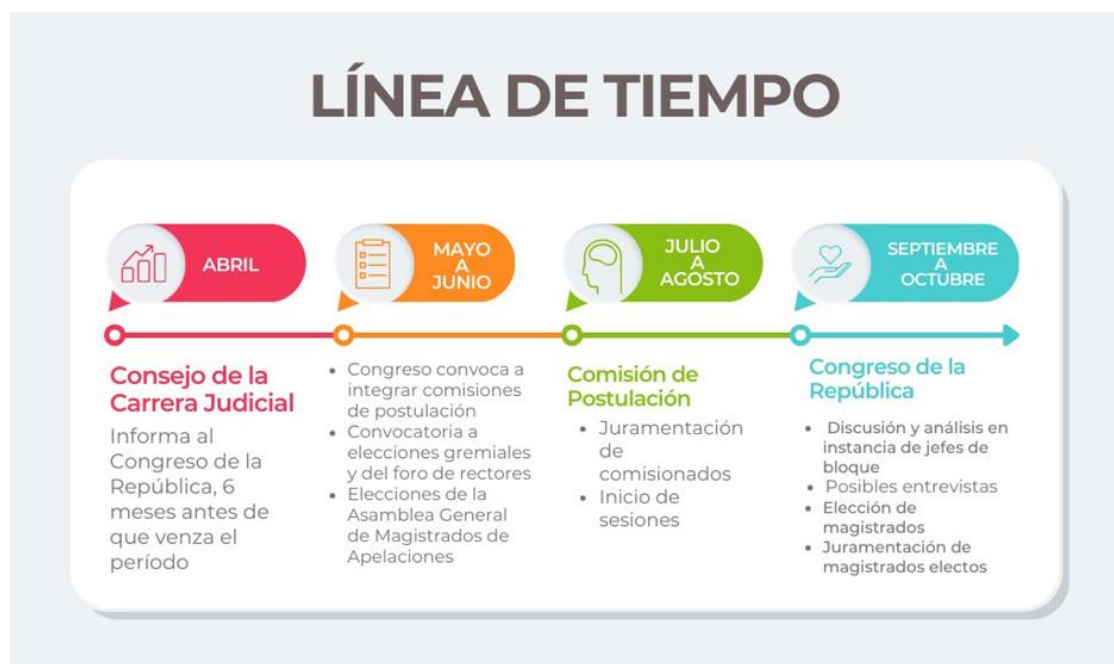 LÍNEA DE TIEMPO
ABRIL
Consejo de la
Carrera Judicial
Informa al
Congreso de la
República, 6
meses antes de
que venza el
período
MAYO
A
JUNIO
• Congreso convoca a
integrar comisiones
de postulación
• Convocatoria a
elecciones gremiales
y del foro de rectores
• Elecciones de la
Asamblea General
de Magistrados de
Apelaciones
JULIO
A
AGOSTO
Comisión de
Postulación
• Juramentación
de
comisionados
• Inicio de
sesiones
SEPTIEMBRE
A
OCTUBRE
Congreso de la
República
• Discusión y análisis en
instancia de jefes de
bloque
• Posibles entrevistas
• Elección de
magistrados
• Juramentación de
magistrados electos